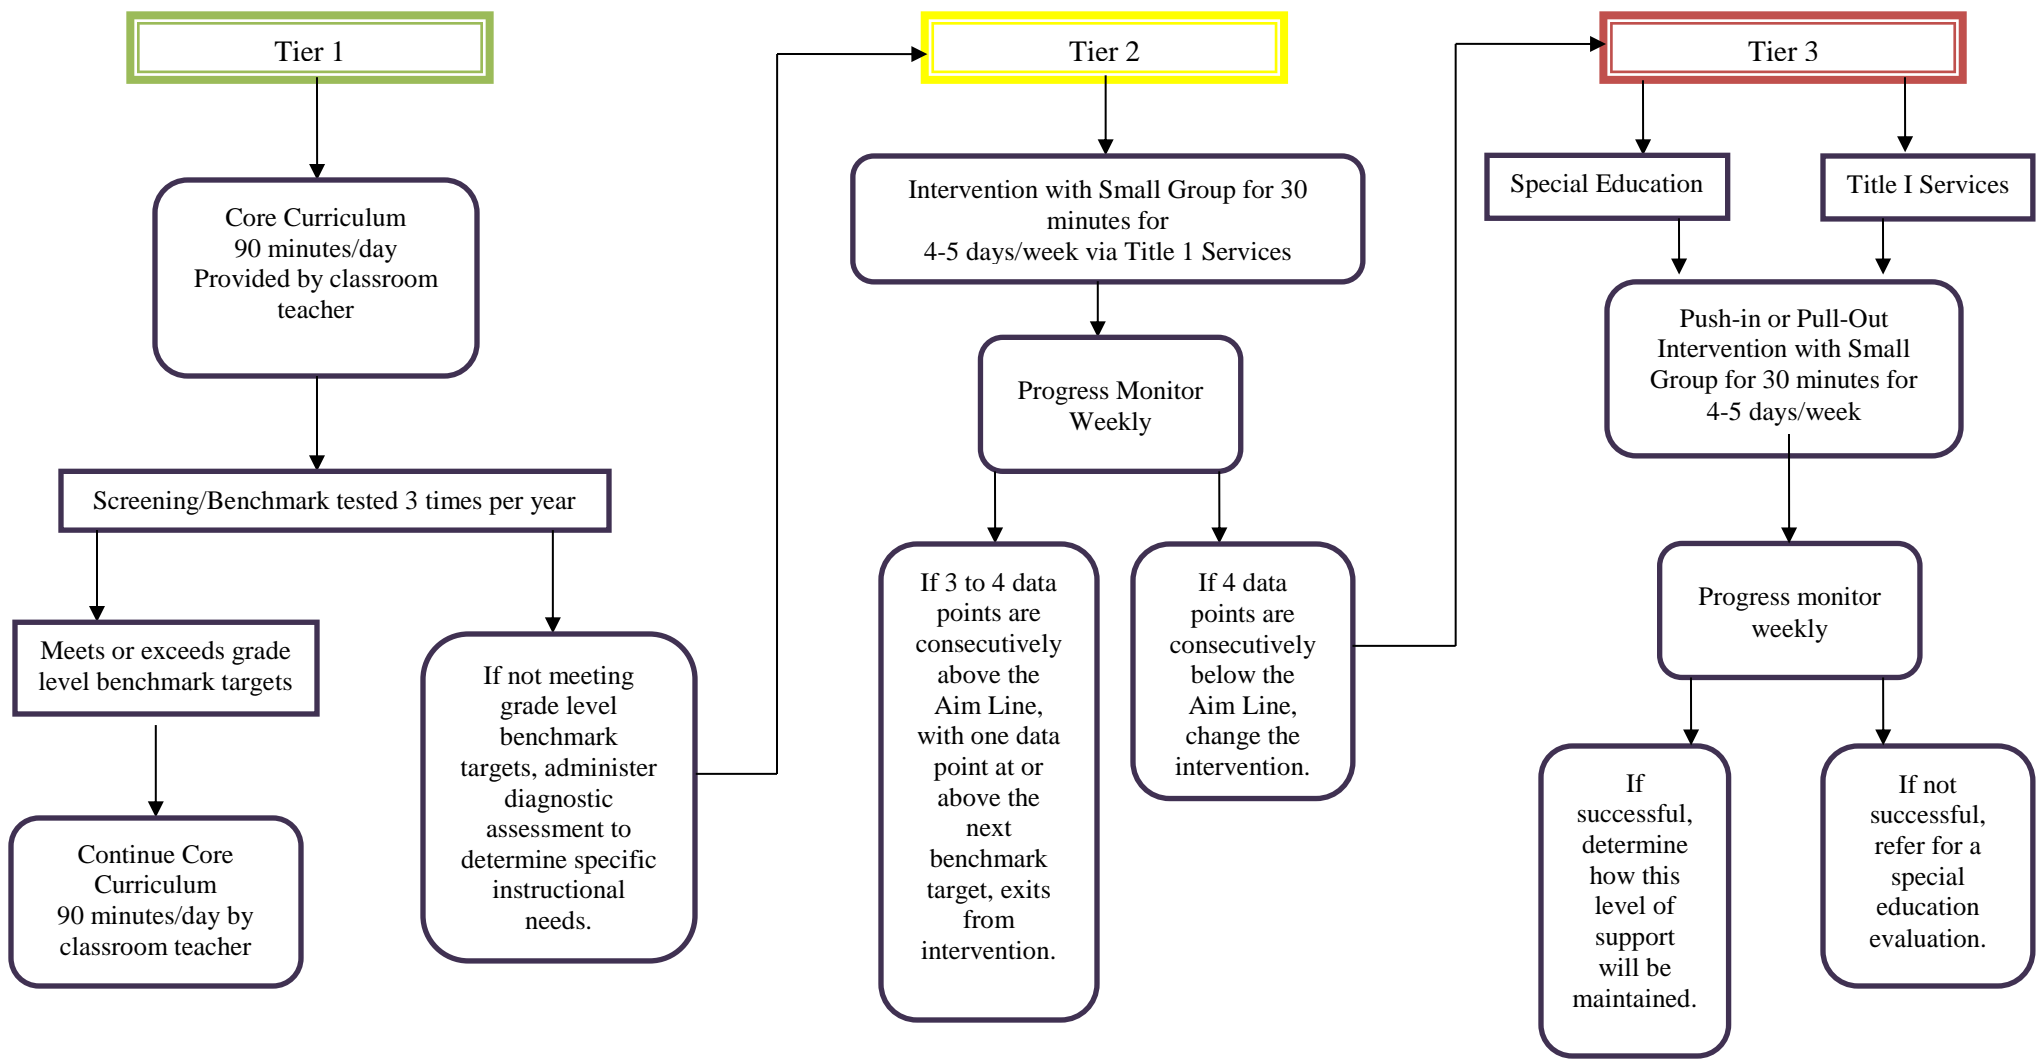 Tier 1
Core Curriculum
90 minutes/day
Provided by classroom
teacher
Screening/Benchmark tested 3 times per year
Meets or exceeds grade
level benchmark targets
Continue Core
Curriculum
90 minutes/day by
classroom teacher
If not meeting
grade level
benchmark
targets, administer
diagnostic
assessment to
determine specific
instructional
needs.
Tier 2
Intervention with Small Group for 30
minutes for
4-5 days/week via Title 1 Services
Progress Monitor
Weekly
If 3 to 4 data
points are
consecutively
above the
Aim Line,
with one data
point at or
above the
next
benchmark
target, exits
from
intervention.
If 4 data
points are
consecutively
below the
Aim Line,
change the
intervention.
Tier 3
Special Education
Title I Services
Push-in or Pull-Out
Intervention with Small
Group for 30 minutes for
4-5 days/week
Progress monitor
weekly
If
successful,
determine
how this
level of
support
will be
maintained.
If not
successful,
refer for a
special
education
evaluation.